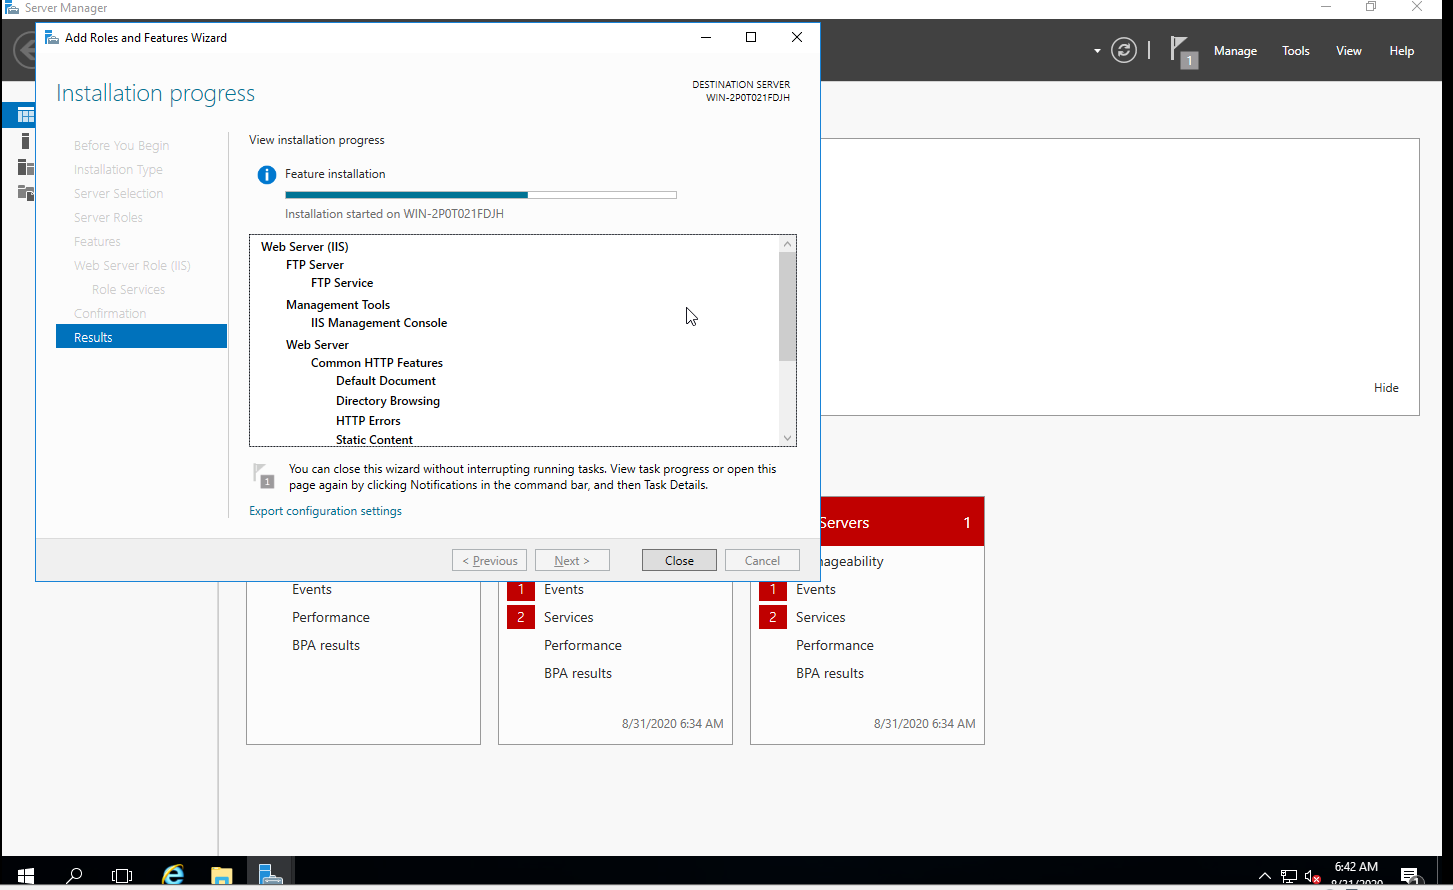 Server Manager
Add Roles and Features Wizard
1
Manage
Tools
View
Help
Installation progress
DESTINATION SERVER
WIN-2P0T021FDJH
Before You Begin
Installation Type
Server Selection
Server Roles
Features
Web Server Role (IIS)
Role Services
Confirmation
Results
View installation progress
Feature installation
Installation started on WIN-2P0T021FDJH
Web Server (IIS)
FTP Server
FTP Service
Management Tools
IIS Management Console
Web Server
Common HTTP Features
Default Document
Directory Browsing
HTTP Errors
Static Content
1
You can close this wizard without interrupting running tasks. View task progress or open this
page again by clicking Notifications in the command bar, and then Task Details.
Export configuration settings
< Previous
Next >
Close
Cancel
Hide
Events
Performance
BPA results
1 Events
2 Services
Performance
BPA results
8/31/2020 6:34 AM
Servers 1
nageability
1 Events
2 Services
Performance
BPA results
8/31/2020 6:34 AM
6:42 AM
8/31/2020
1